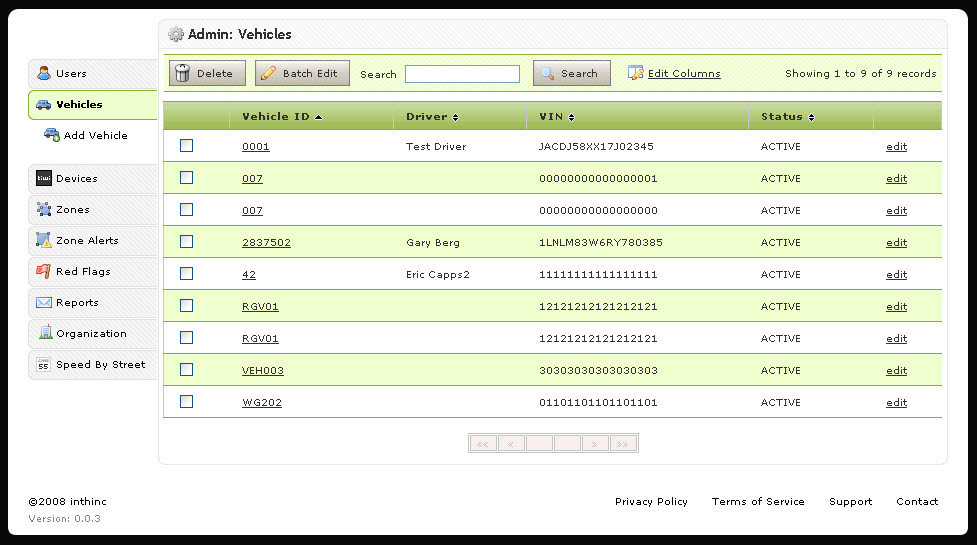 Admin: Vehicles
Users
Vehicles
Add Vehicle
tiwi Devices
Zones
Zone Alerts
Red Flags
Reports
Organization
55 Speed By Street
Delete Batch Edit Search Search Edit Columns Showing 1 to 9 of 9 records
Vehicle ID Driver VIN Status
0001 Test Driver JACDJ58XX17J02345 ACTIVE edit
007 00000000000000001 ACTIVE edit
007 00000000000000000 ACTIVE edit
2837502 Gary Berg 1LNLM83W6RY780385 ACTIVE edit
42 Eric Capps2 11111111111111111 ACTIVE edit
RGV01 12121212121212121 ACTIVE edit
RGV01 12121212121212121 ACTIVE edit
VEH003 30303030303030303 ACTIVE edit
WG202 01101101101101101 ACTIVE edit
«« « » »»
©2008 inthinc Privacy Policy Terms of Service Support Contact
Version: 0.0.3